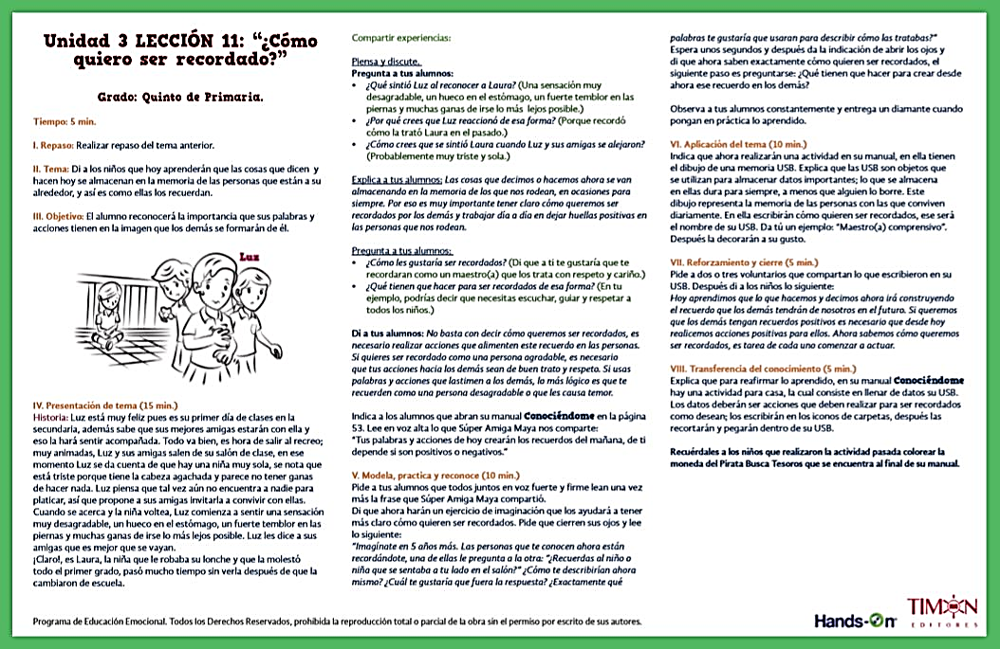 Unidad 3 LECCIÓN 11: “¿Cómo
quiero ser recordado?”
Grado: Quinto de Primaria.
Tiempo: 5 min.
I. Repaso: Realizar repaso del tema anterior.
II. Tema: Di a los niños que hoy aprenderán que las cosas que dicen y
hacen hoy se almacenan en la memoria de las personas que están a su
alrededor, y así es como ellas los recuerdan.
III. Objetivo: El alumno reconocerá la importancia que sus palabras y
acciones tienen en la imagen que los demás se formarán de él.
Luz
IV. Presentación de tema (15 min.)
Historia: Luz está muy feliz pues es su primer día de clases en la
secundaria, además sabe que sus mejores amigas estarán con ella y
eso la hará sentir acompañada. Todo va bien, es hora de salir al recreo;
muy animadas, Luz y sus amigas salen de su salón de clase, en ese
momento Luz se da cuenta de que hay una niña muy sola, se nota que
está triste porque tiene la cabeza agachada y parece no tener ganas
de hacer nada. Luz piensa que tal vez aún no encuentra a nadie para
platicar, así que propone a sus amigas invitarla a convivir con ellas.
Cuando se acerca y la niña voltea, Luz comienza a sentir una sensación
muy desagradable, un hueco en el estómago, un fuerte temblor en las
piernas y muchas ganas de irse lo más lejos posible. Luz les dice a sus
amigas que es mejor que se vayan.
¡Claro!, es Laura, la niña que le robaba su lonche y que la molestó
todo el primer grado, pasó mucho tiempo sin verla después de que la
cambiaron de escuela.
Compartir experiencias:
Piensa y discute.
Pregunta a tus alumnos:
• ¿Qué sintió Luz al reconocer a Laura? (Una sensación muy
desagradable, un hueco en el estómago, un fuerte temblor en las
piernas y muchas ganas de irse lo más lejos posible.)
• ¿Por qué crees que Luz reaccionó de esa forma? (Porque recordó
cómo la trató Laura en el pasado.)
• ¿Cómo crees que se sintió Laura cuando Luz y sus amigas se alejaron?
(Probablemente muy triste y sola.)
Explica a tus alumnos: Las cosas que decimos o hacemos ahora se van
almacenando en la memoria de los que nos rodean, en ocasiones para
siempre. Por eso es muy importante tener claro cómo queremos ser
recordados por los demás y trabajar día a día en dejar huellas positivas en
las personas que nos rodean.
Pregunta a tus alumnos:
• ¿Cómo les gustaría ser recordados? (Di que a ti te gustaría que te
recordaran como un maestro(a) que los trata con respeto y cariño.)
• ¿Qué tienen que hacer para ser recordados de esa forma? (En tu
ejemplo, podrías decir que necesitas escuchar, guiar y respetar a
todos los niños.)
Di a tus alumnos: No basta con decir cómo queremos ser recordados, es
necesario realizar acciones que alimenten este recuerdo en las personas.
Si quieres ser recordado como una persona agradable, es necesario
que tus acciones hacia los demás sean de buen trato y respeto. Si usas
palabras y acciones que lastimen a los demás, lo más lógico es que te
recuerden como una persona desagradable o que les causa temor.
Indica a los alumnos que abran su manual Conociéndome en la página
53. Lee en voz alta lo que Súper Amiga Maya nos comparte:
“Tus palabras y acciones de hoy crearán los recuerdos del mañana, de ti
depende si son positivos o negativos.”
V. Modela, practica y reconoce (10 min.)
Pide a tus alumnos que todos juntos en voz fuerte y firme lean una vez
más la frase que Súper Amiga Maya compartió.
Di que ahora harán un ejercicio de imaginación que los ayudará a tener
más claro cómo quieren ser recordados. Pide que cierren sus ojos y lee
lo siguiente:
“Imagínate en 5 años más. Las personas que te conocen ahora están
recordándote, una de ellas le pregunta a la otra: “¿Recuerdas al niño o
niña que se sentaba a tu lado en el salón?” ¿Cómo te describirían ahora
mismo? ¿Cuál te gustaría que fuera la respuesta? ¿Exactamente qué
palabras te gustaría que usaran para describir cómo las tratabas?”
Espera unos segundos y después da la indicación de abrir los ojos y
di que ahora saben exactamente cómo quieren ser recordados, el
siguiente paso es preguntarse: ¿Qué tienen que hacer para crear desde
ahora ese recuerdo en los demás?
Observa a tus alumnos constantemente y entrega un diamante cuando
pongan en práctica lo aprendido.
VI. Aplicación del tema (10 min.)
Indica que ahora realizarán una actividad en su manual, en ella tienen
el dibujo de una memoria USB. Explica que las USB son objetos que
se utilizan para almacenar datos importantes; lo que se almacena
en ellas dura para siempre, a menos que alguien lo borre. Este
dibujo representa la memoria de las personas con las que conviven
diariamente. En ella escribirán cómo quieren ser recordados, ese será
el nombre de su USB. Da tú un ejemplo: “Maestro(a) comprensivo”.
Después la decorarán a su gusto.
VII. Reforzamiento y cierre (5 min.)
Pide a dos o tres voluntarios que compartan lo que escribieron en su
USB. Después di a los niños lo siguiente:
Hoy aprendimos que lo que hacemos y decimos ahora irá construyendo
el recuerdo que los demás tendrán de nosotros en el futuro. Si queremos
que los demás tengan recuerdos positivos es necesario que desde hoy
realicemos acciones positivas para ellos. Ahora sabemos cómo queremos
ser recordados, es tarea de cada uno comenzar a actuar.
VIII. Transferencia del conocimiento (5 min.)
Explica que para reafirmar lo aprendido, en su manual Conociéndome
hay una actividad para casa, la cual consiste en llenar de datos su USB.
Los datos deberán ser acciones que deben realizar para ser recordados
como desean; los escribirán en los iconos de carpetas, después las
recortarán y pegarán dentro de su USB.
Recuérdales a los niños que realizaron la actividad pasada colorear la
moneda del Pirata Busca Tesoros que se encuentra al final de su manual.
Programa de Educación Emocional. Todos los Derechos Reservados, prohibida la reproducción total o parcial de la obra sin el permiso por escrito de sus autores.
Hands-On
TIMON
EDITORES